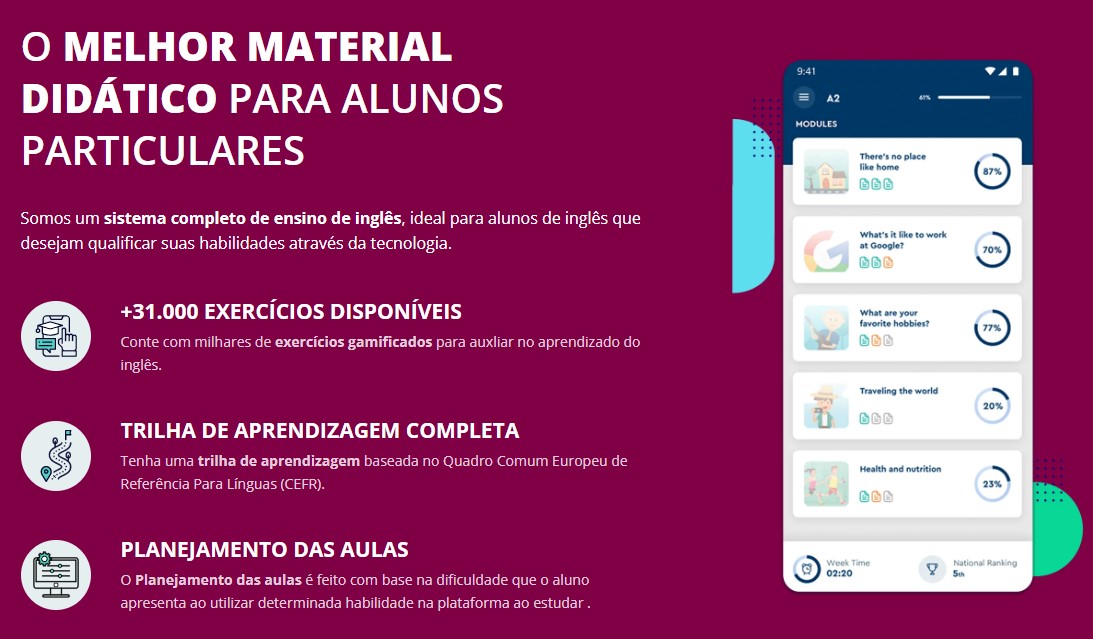 O MELHOR MATERIAL
DIDÁTICO PARA ALUNOS
PARTICULARES
Somos um sistema completo de ensino de inglês, ideal para alunos de inglês que
desejam qualificar suas habilidades através da tecnologia.
+31.000 EXERCÍCIOS DISPONÍVEIS
Conte com milhares de exercícios gamificados para auxliar no aprendizado do
inglês.
TRILHA DE APRENDIZAGEM COMPLETA
Tenha uma trilha de aprendizagem baseada no Quadro Comum Europeu de
Referência Para Línguas (CEFR).
PLANEJAMENTO DAS AULAS
O Planejamento das aulas é feito com base na dificuldade que o aluno
apresenta ao utilizar determinada habilidade na plataforma ao estudar .
9:41
A2
61%
MODULES
There's no place
like home
87%
What's it like to work
at Google?
70%
What are your
favorite hobbies?
77%
Traveling the world
20%
Health and nutrition
23%
Week Time
02:20
National Ranking
5th